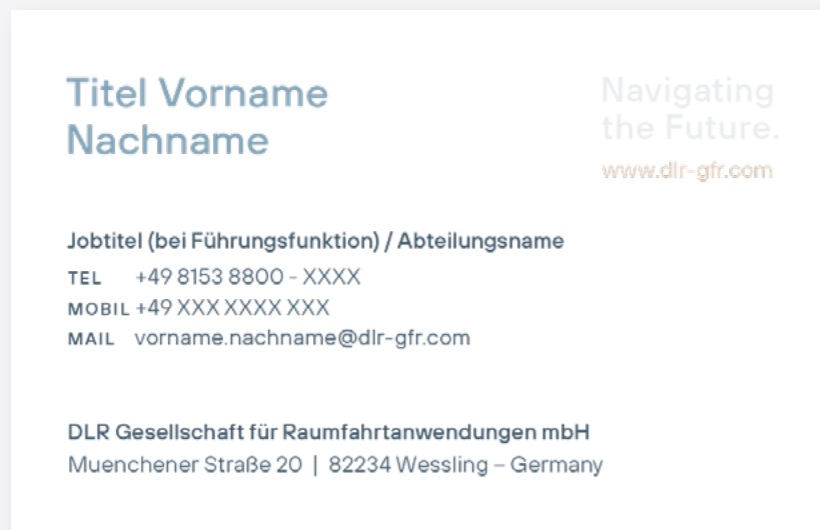 Titel Vorname
Nachname
Navigating
the Future.
www.dlr-gfr.com
Jobtitel (bei Führungsfunktion) / Abteilungsname
TEL +49 8153 8800 - XXXX
MOBIL +49 XXX XXXX XXX
MAIL vorname.nachname@dlr-gfr.com
DLR Gesellschaft für Raumfahrtanwendungen mbH
Muenchener Straße 20 | 82234 Wessling – Germany